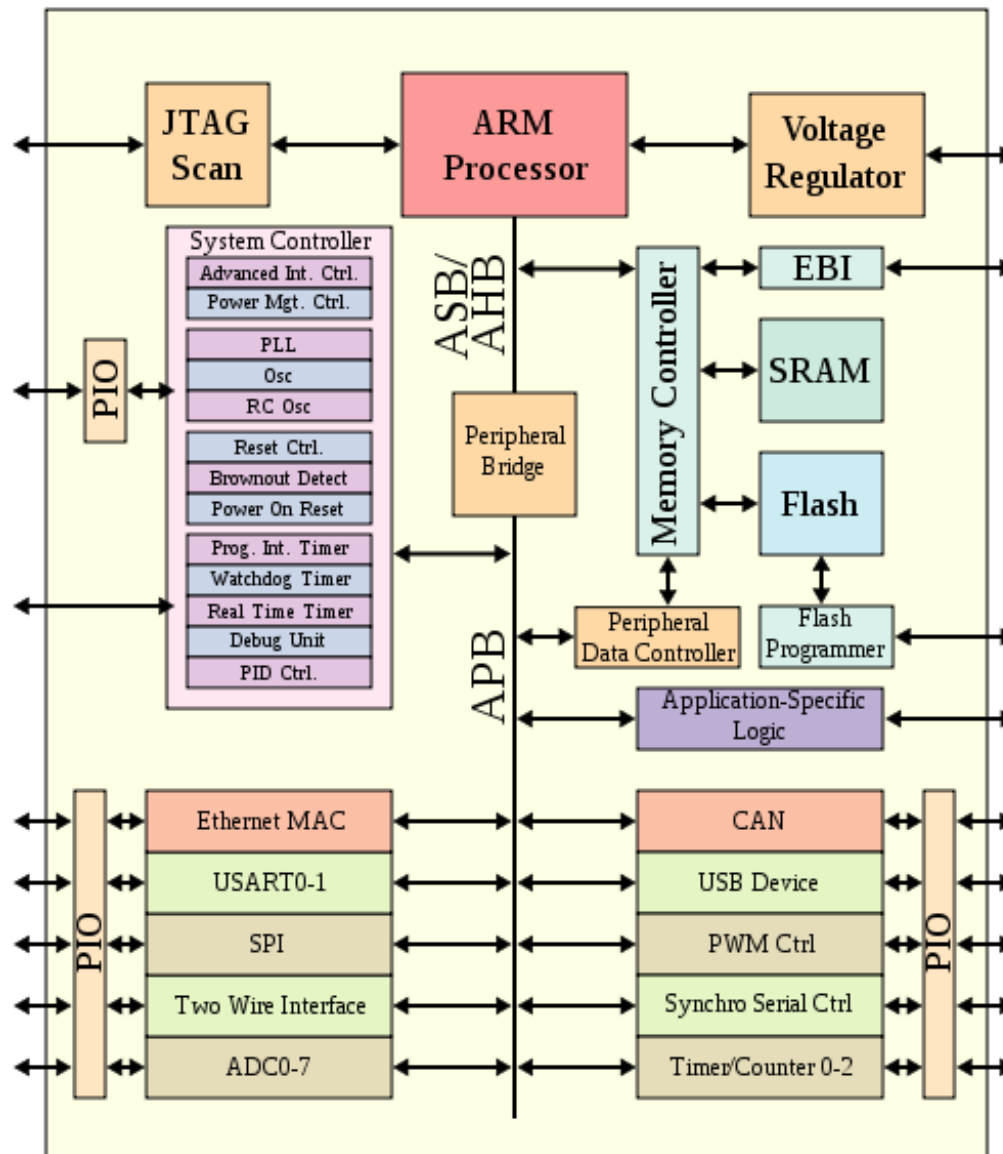 JTAG
Scan
ARM
Processor
Voltage
Regulator
System Controller
Advanced Int. Ctrl.
Power Mgt. Ctrl.
PLL
Osc
RC Osc
Reset Ctrl.
Brownout Detect
Power On Reset
Prog. Int. Timer
Watchdog Timer
Real Time Timer
Debug Unit
PID Ctrl.
PIO
ASB/
AHB
Peripheral
Bridge
APB
Memory Controller
EBI
SRAM
Flash
Peripheral
Data Controller
Flash
Programmer
Application-Specific
Logic
PIO
Ethernet MAC
USART0-1
SPI
Two Wire Interface
ADC0-7
CAN
USB Device
PWM Ctrl
Synchro Serial Ctrl
Timer/Counter 0-2
PIO